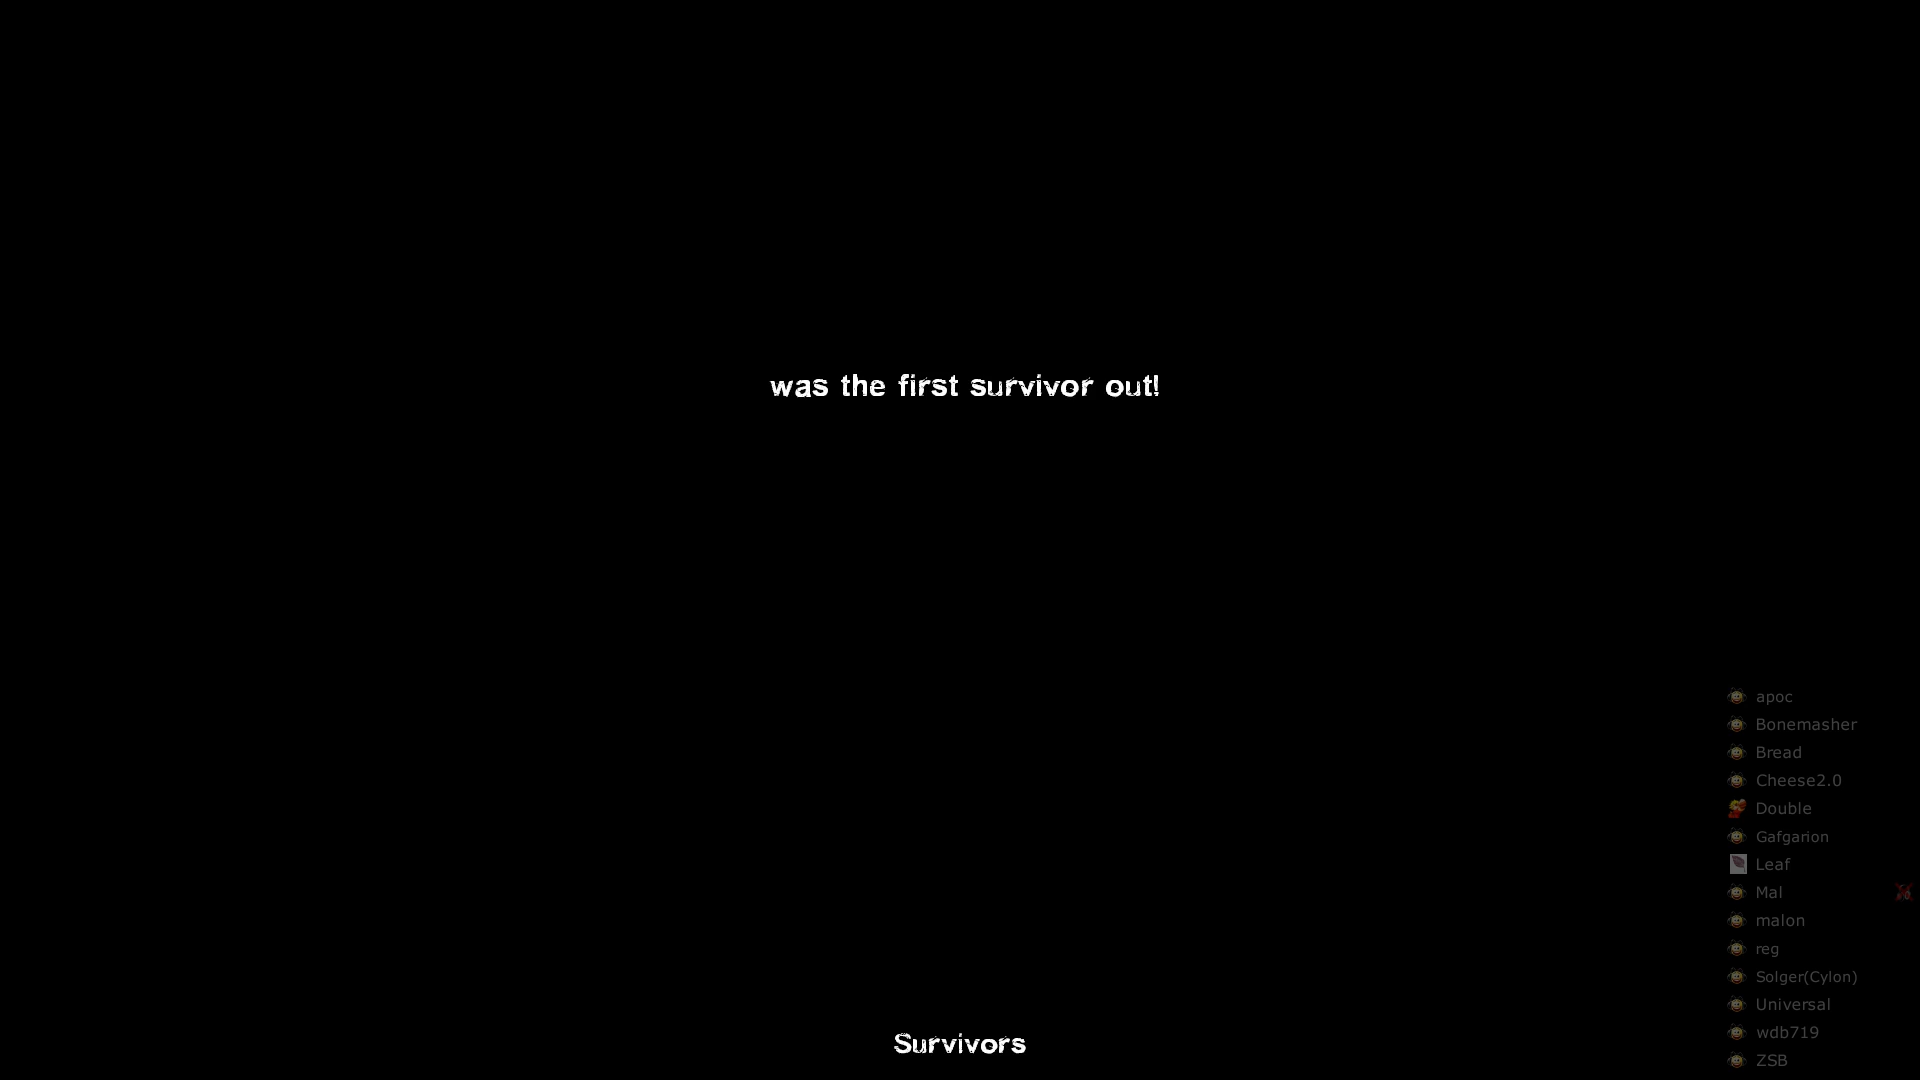 was the first survivor out!
apoc
Bonemasher
Bread
Cheese2.0
Double
Gafgarion
Leaf
Mal
malon
reg
Solger(Cylon)
Universal
wdb719
ZSB
Survivors